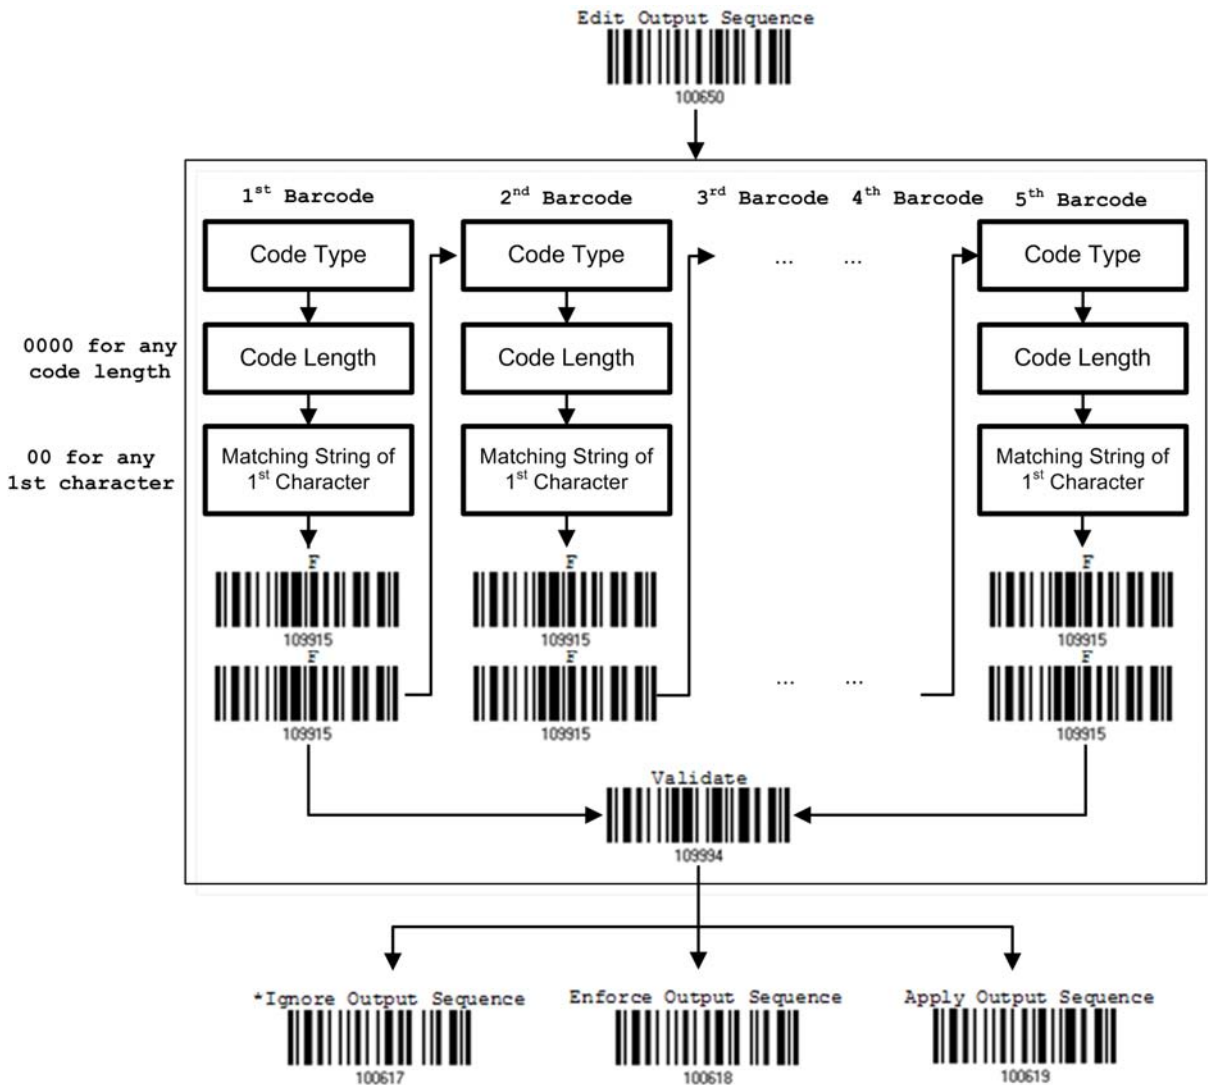 Edit Output Sequence
100650
1st Barcode
2nd Barcode
3rd Barcode
4th Barcode
5th Barcode
Code Type
Code Type
... ...
Code Type
0000 for any
code length
Code Length
Code Length
Code Length
00 for any
1st character
Matching String of
1st Character
Matching String of
1st Character
Matching String of
1st Character
F
F
F
109915
109915
109915
F
F
F
... ...
109915
109915
109915
Validate
109994
*Ignore Output Sequence
Enforce Output Sequence
Apply Output Sequence
100617
100618
100619